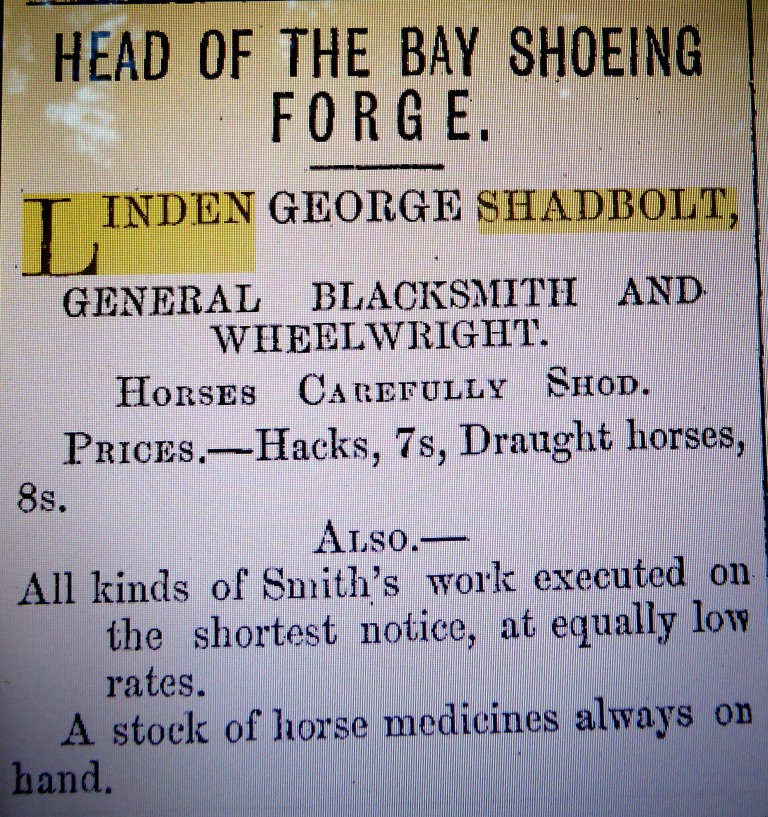 HEAD OF THE BAY SHOEING
FORGE.
LINDEN GEORGE SHADBOLT,
GENERAL BLACKSMITH AND
WHEELWRIGHT.
HORSES CAREFULLY SHOD.
PRICES.—Hacks, 7s, Draught horses,
8s.
ALSO.—
All kinds of Smith's work executed on
the shortest notice, at equally low
rates.
A stock of horse medicines always on
hand.